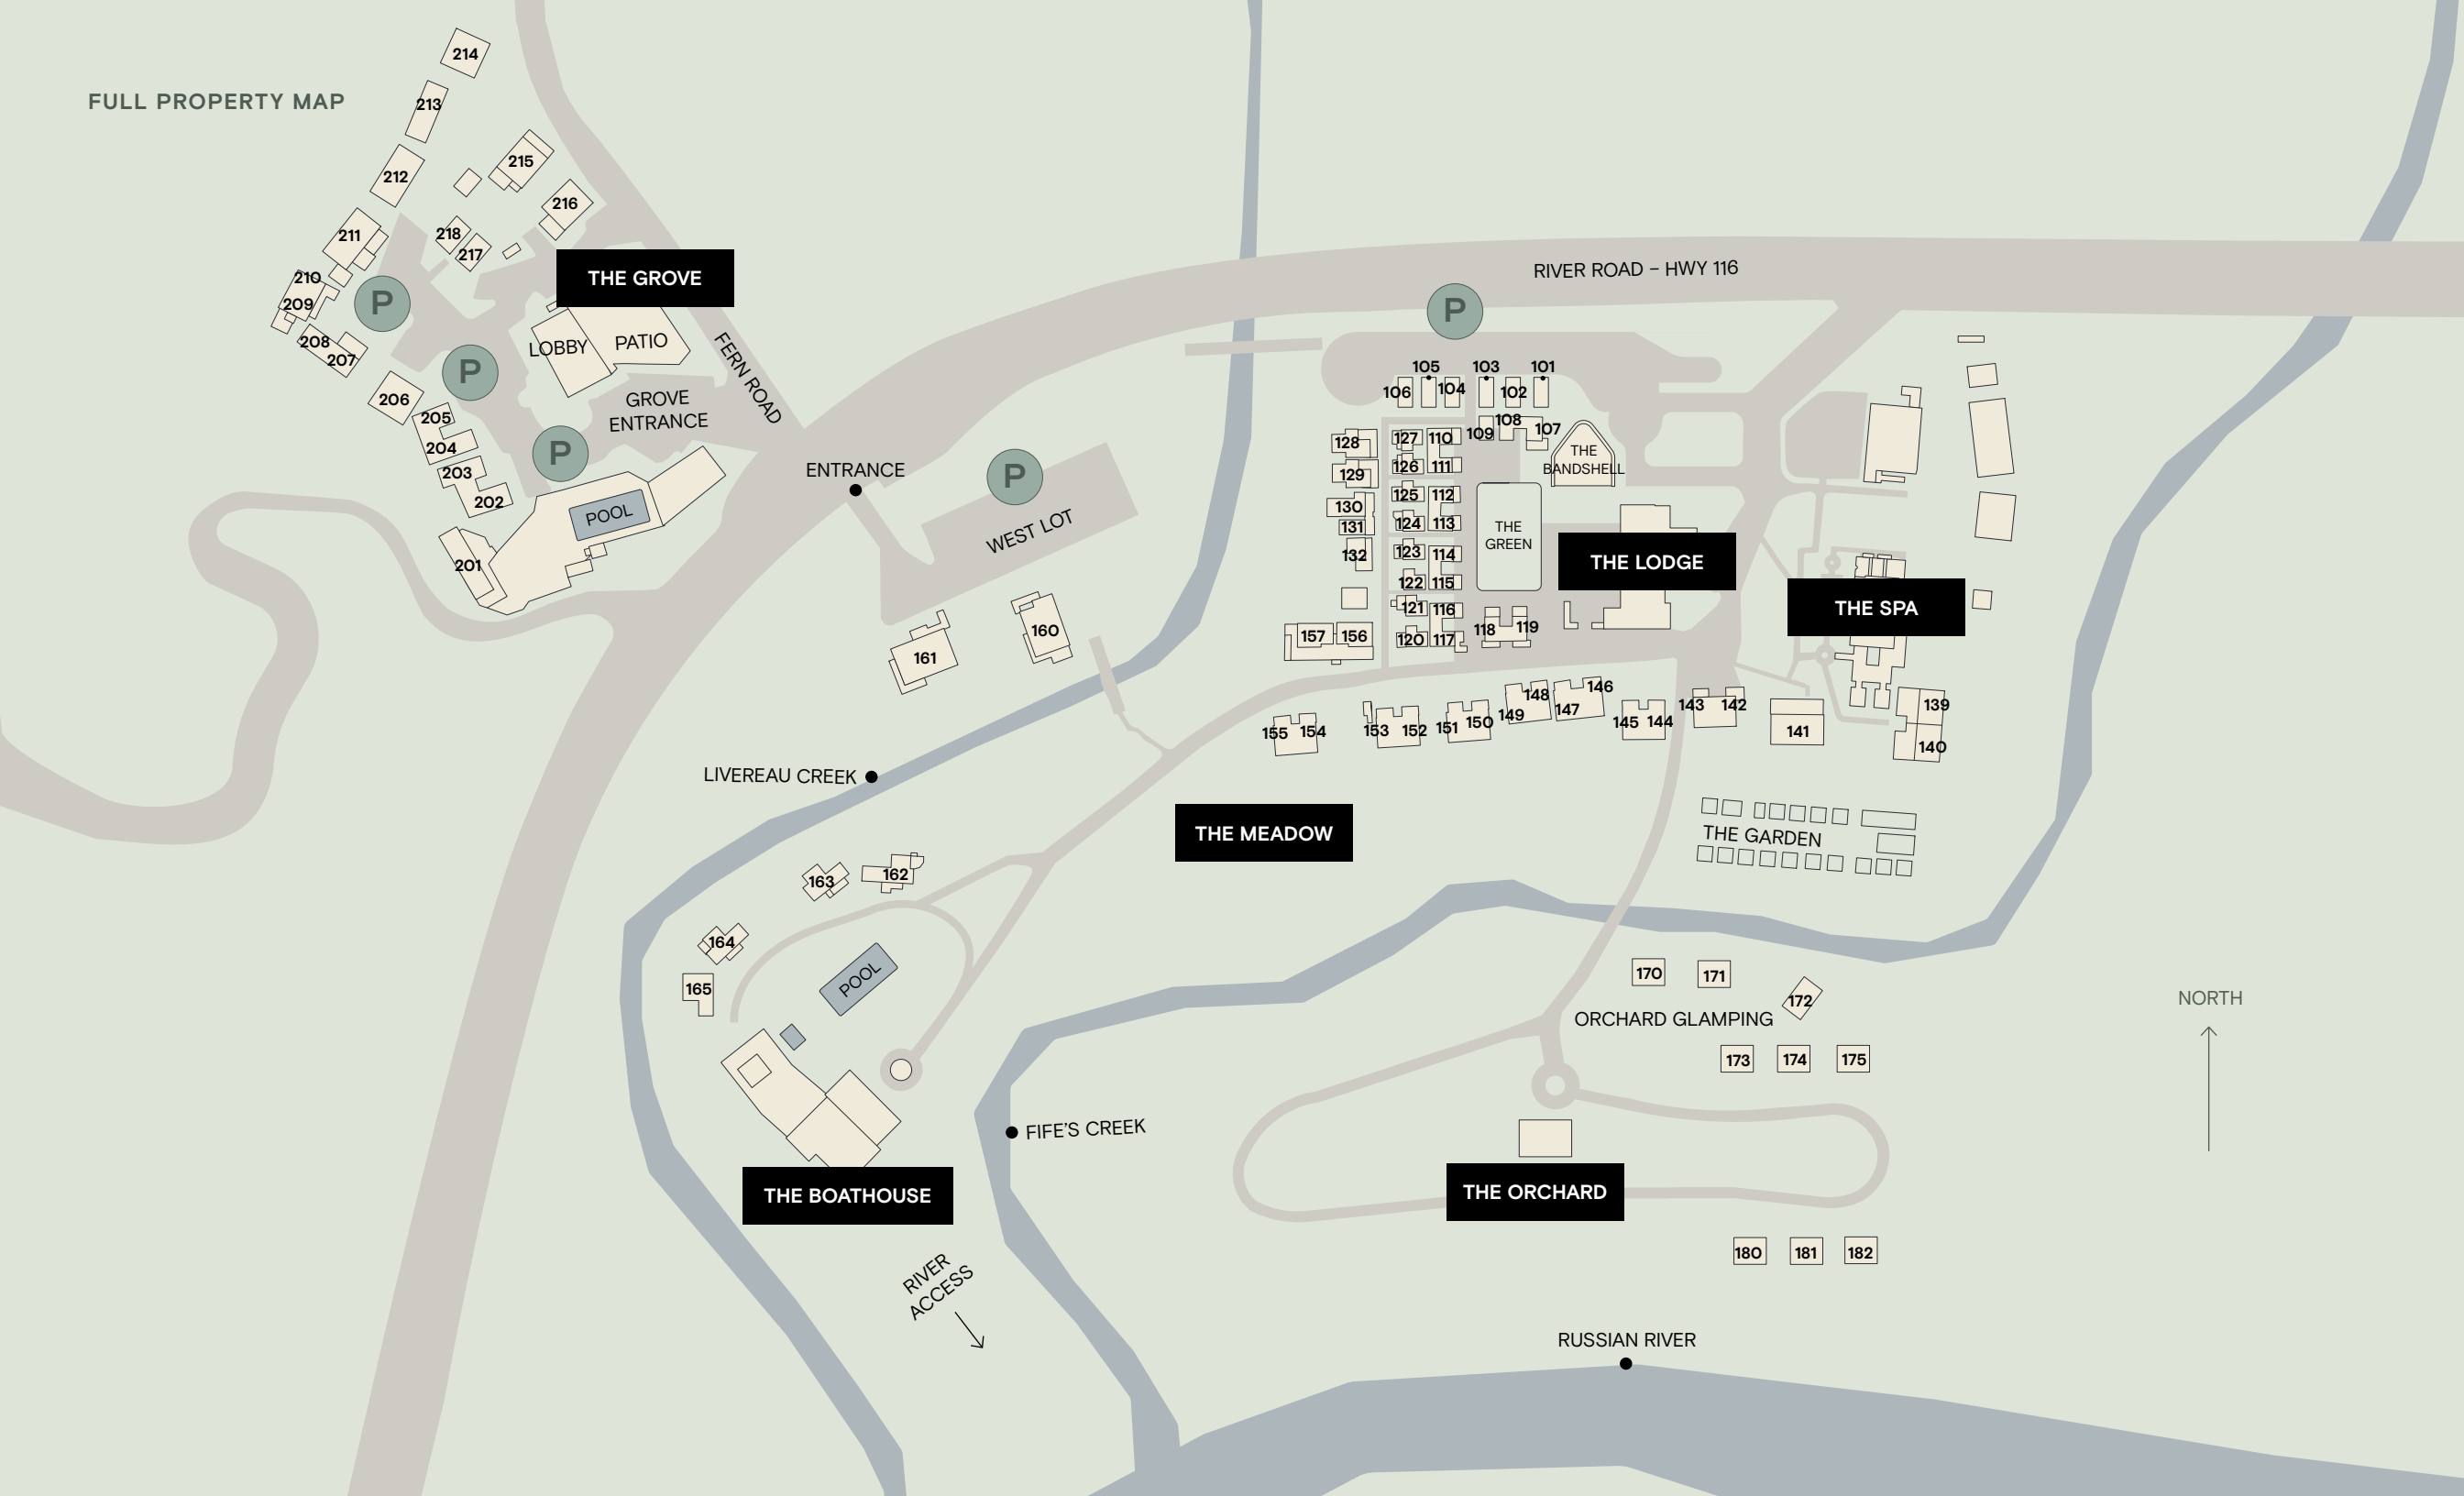 FULL PROPERTY MAP
214
213
212
215
216
211
218
217
210
209
208
207
P
P
P
206
205
204
203
202
201
THE GROVE
LOBBY
PATIO
GROVE
ENTRANCE
FERN ROAD
POOL
ENTRANCE
P
WEST LOT
161
160
RIVER ROAD – HWY 116
P
105
103
101
106
104
102
109
108
107
128
127
110
129
126
111
130
125
112
131
124
113
132
123
114
122
115
121
116
157
156
120
117
118
119
THE
BANDSHELL
THE
GREEN
THE LODGE
THE SPA
155
154
153
152
151
150
149
148
147
146
145
144
143
142
141
139
140
LIVEREAU CREEK
THE MEADOW
THE GARDEN
163
162
164
165
POOL
170
171
172
ORCHARD GLAMPING
173
174
175
NORTH
FIFE'S CREEK
THE BOATHOUSE
THE ORCHARD
180
181
182
RIVER
ACCESS
RUSSIAN RIVER